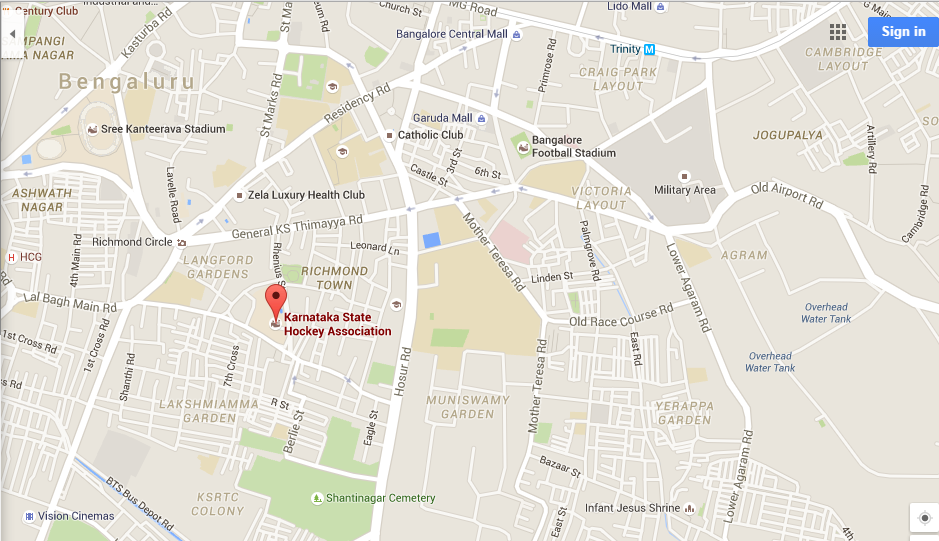 Century Club
Church St
MG Road
Lido Mall
Sign in
Kasturba Rd
St Ma
eum Rd
Bangalore Central Mall
Trinity
CAMBRIDGE
LAYOUT
MPANGI
MA NAGAR
Bengaluru
Primrose Rd
CRAIG PARK
LAYOUT
St Marks Rd
Residency Rd
Garuda Mall
Sree Kanteerava Stadium
Catholic Club
Bangalore
Football Stadium
JOGUPALYA
Artillery Rd
SO
3rd St
Castle St
6th St
Lavelle Road
ASHWATH
NAGAR
Zela Luxury Health Club
VICTORIA
LAYOUT
Military Area
Old Airport Rd
General KS Thimayya Rd
Mother Teresa Rd
Palmgrove Rd
Cambridge Rd
Richmond Circle
Leonard Ln
HCG
4th Main Rd
LANGFORD
GARDENS
Rhenius S
RICHMOND
TOWN
Linden St
Lower Agaram Rd
AGRAM
Lal Bagh Main Rd
Karnataka State
Hockey Association
Old Race Course Rd
Overhead
Water Tank
1st Cross Rd
1st Cross Rd
Shanthi Rd
7th Cross
Hosur Rd
Mother Teresa Rd
East Rd
Overhead
Water Tank
LAKSHMIAMMA
GARDEN
R St
Berlie St
Eagle St
MUNISWAMY
GARDEN
YERAPPA
GARDEN
Lower Agaram Rd
Bazaar St
BTS Bus Depot Rd
KSRTC
COLONY
Shantinagar Cemetery
Vision Cinemas
East St
Infant Jesus Shrine
4th